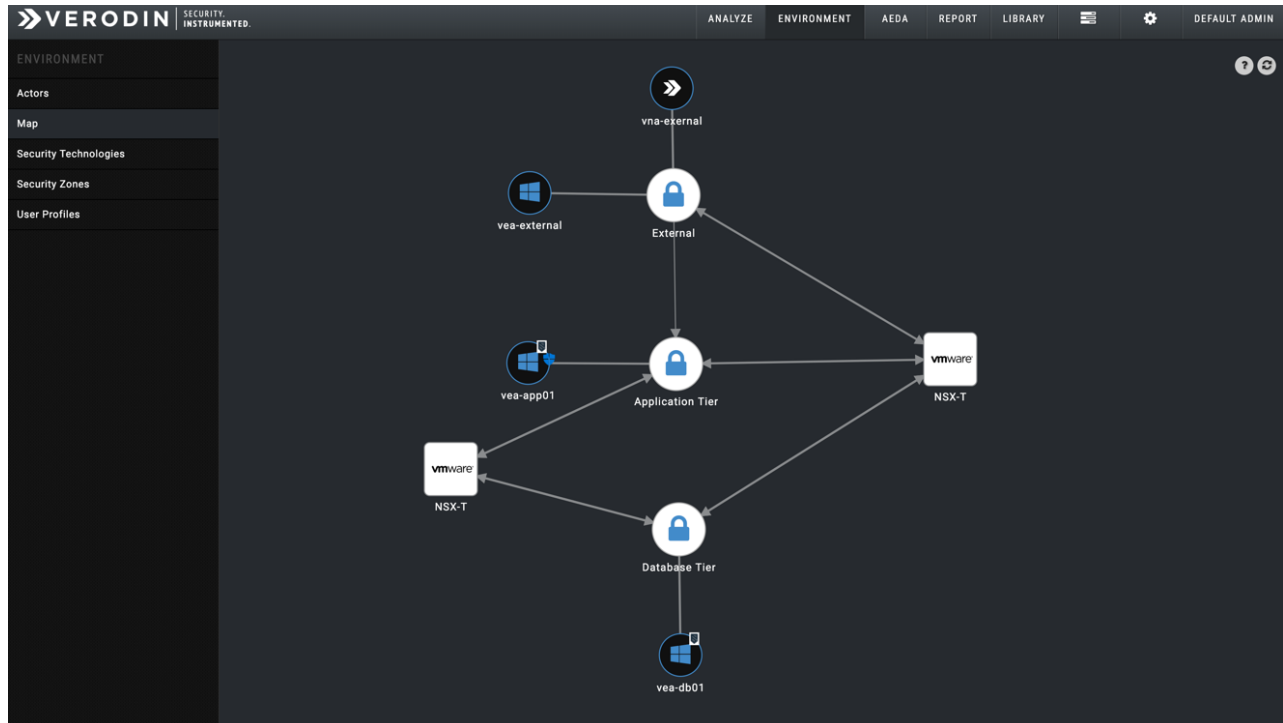 VERODIN SECURITY. INSTRUMENTED.
ANALYZE ENVIRONMENT AEDA REPORT LIBRARY DEFAULT ADMIN
ENVIRONMENT
Actors
Map
Security Technologies
Security Zones
User Profiles
?
vna-exernal
vea-external
External
vea-app01
Application Tier
vmware
NSX-T
vmware
NSX-T
Database Tier
vea-db01